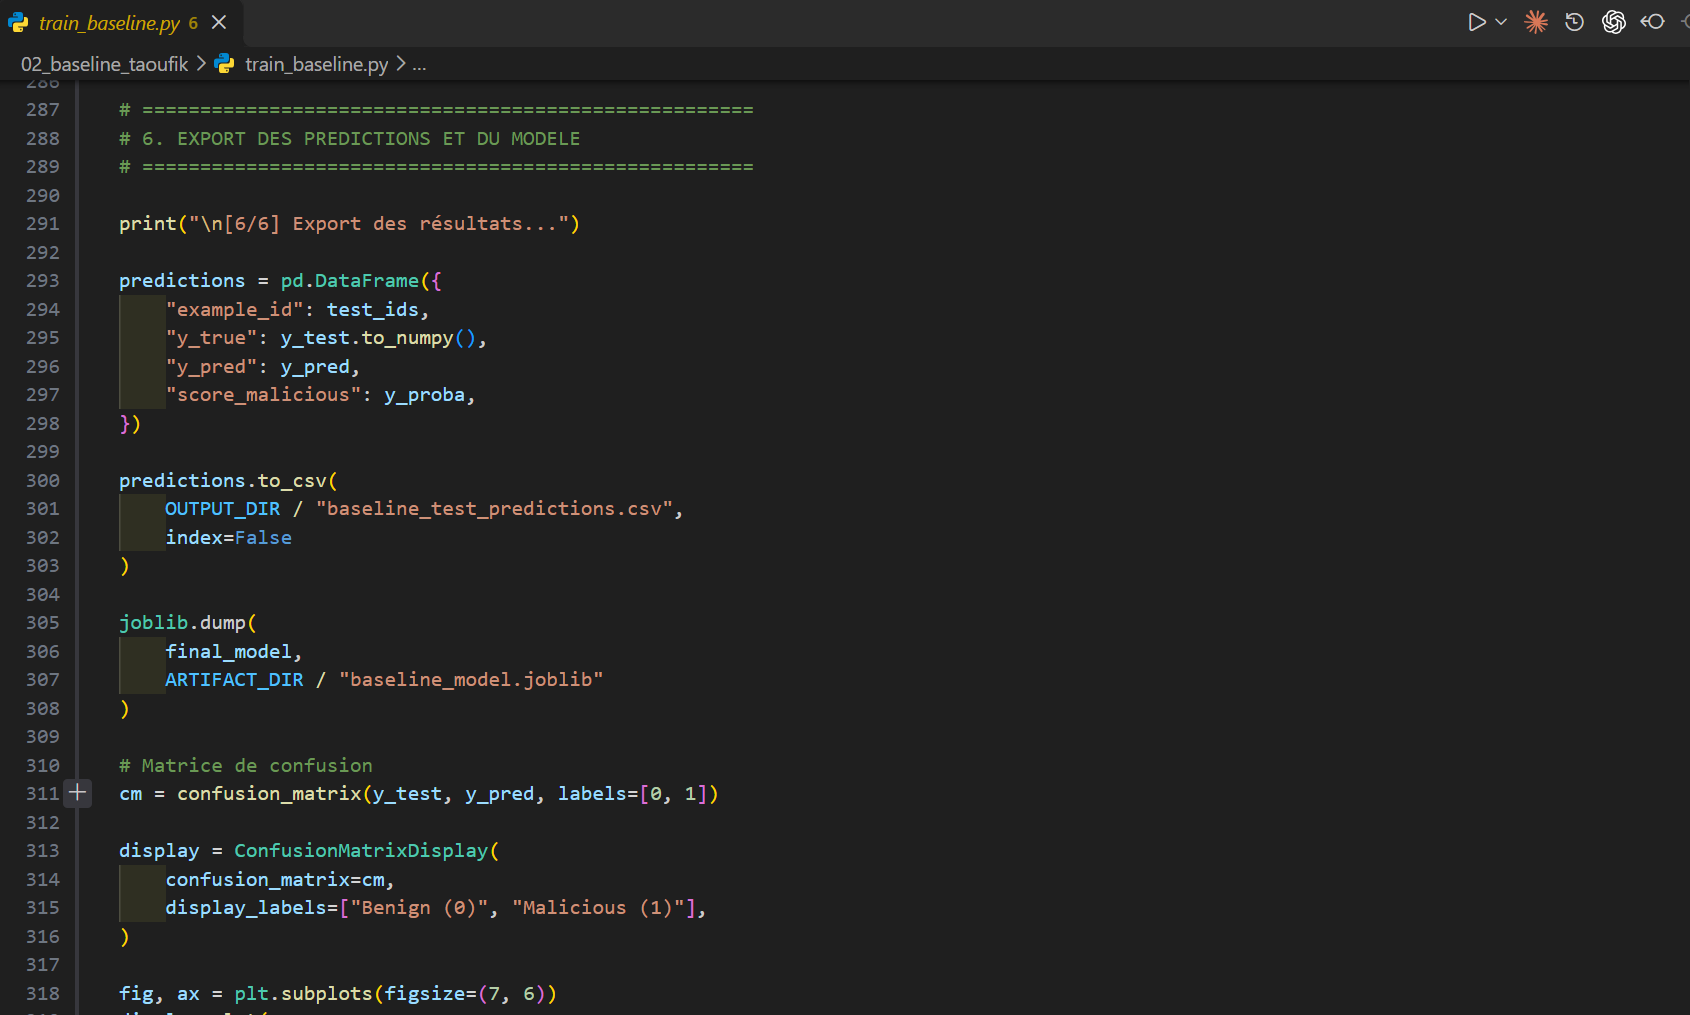 train_baseline.py 6
02_baseline_taoufik > train_baseline.py > ...
286
287 # =====================================================
288 # 6. EXPORT DES PREDICTIONS ET DU MODELE
289 # =====================================================
290
291 print("\n[6/6] Export des résultats...")
292
293 predictions = pd.DataFrame({
294     "example_id": test_ids,
295     "y_true": y_test.to_numpy(),
296     "y_pred": y_pred,
297     "score_malicious": y_proba,
298 })
299
300 predictions.to_csv(
301     OUTPUT_DIR / "baseline_test_predictions.csv",
302     index=False
303 )
304
305 joblib.dump(
306     final_model,
307     ARTIFACT_DIR / "baseline_model.joblib"
308 )
309
310 # Matrice de confusion
311 cm = confusion_matrix(y_test, y_pred, labels=[0, 1])
312
313 display = ConfusionMatrixDisplay(
314     confusion_matrix=cm,
315     display_labels=["Benign (0)", "Malicious (1)"],
316 )
317
318 fig, ax = plt.subplots(figsize=(7, 6))